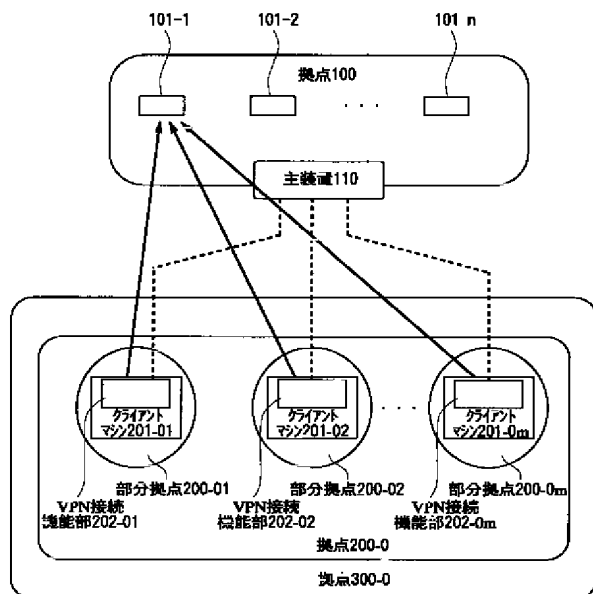 101-1
101-2
101 n
拠点100
主装置110
クライアント
マシン201-01
クライアント
マシン201-02
クライアント
マシン201-0m
部分拠点200-01
部分拠点200-02
部分拠点200-0m
VPN接続
機能部202-01
VPN接続
機能部202-02
VPN接続
機能部202-0m
拠点200-0
拠点300-0